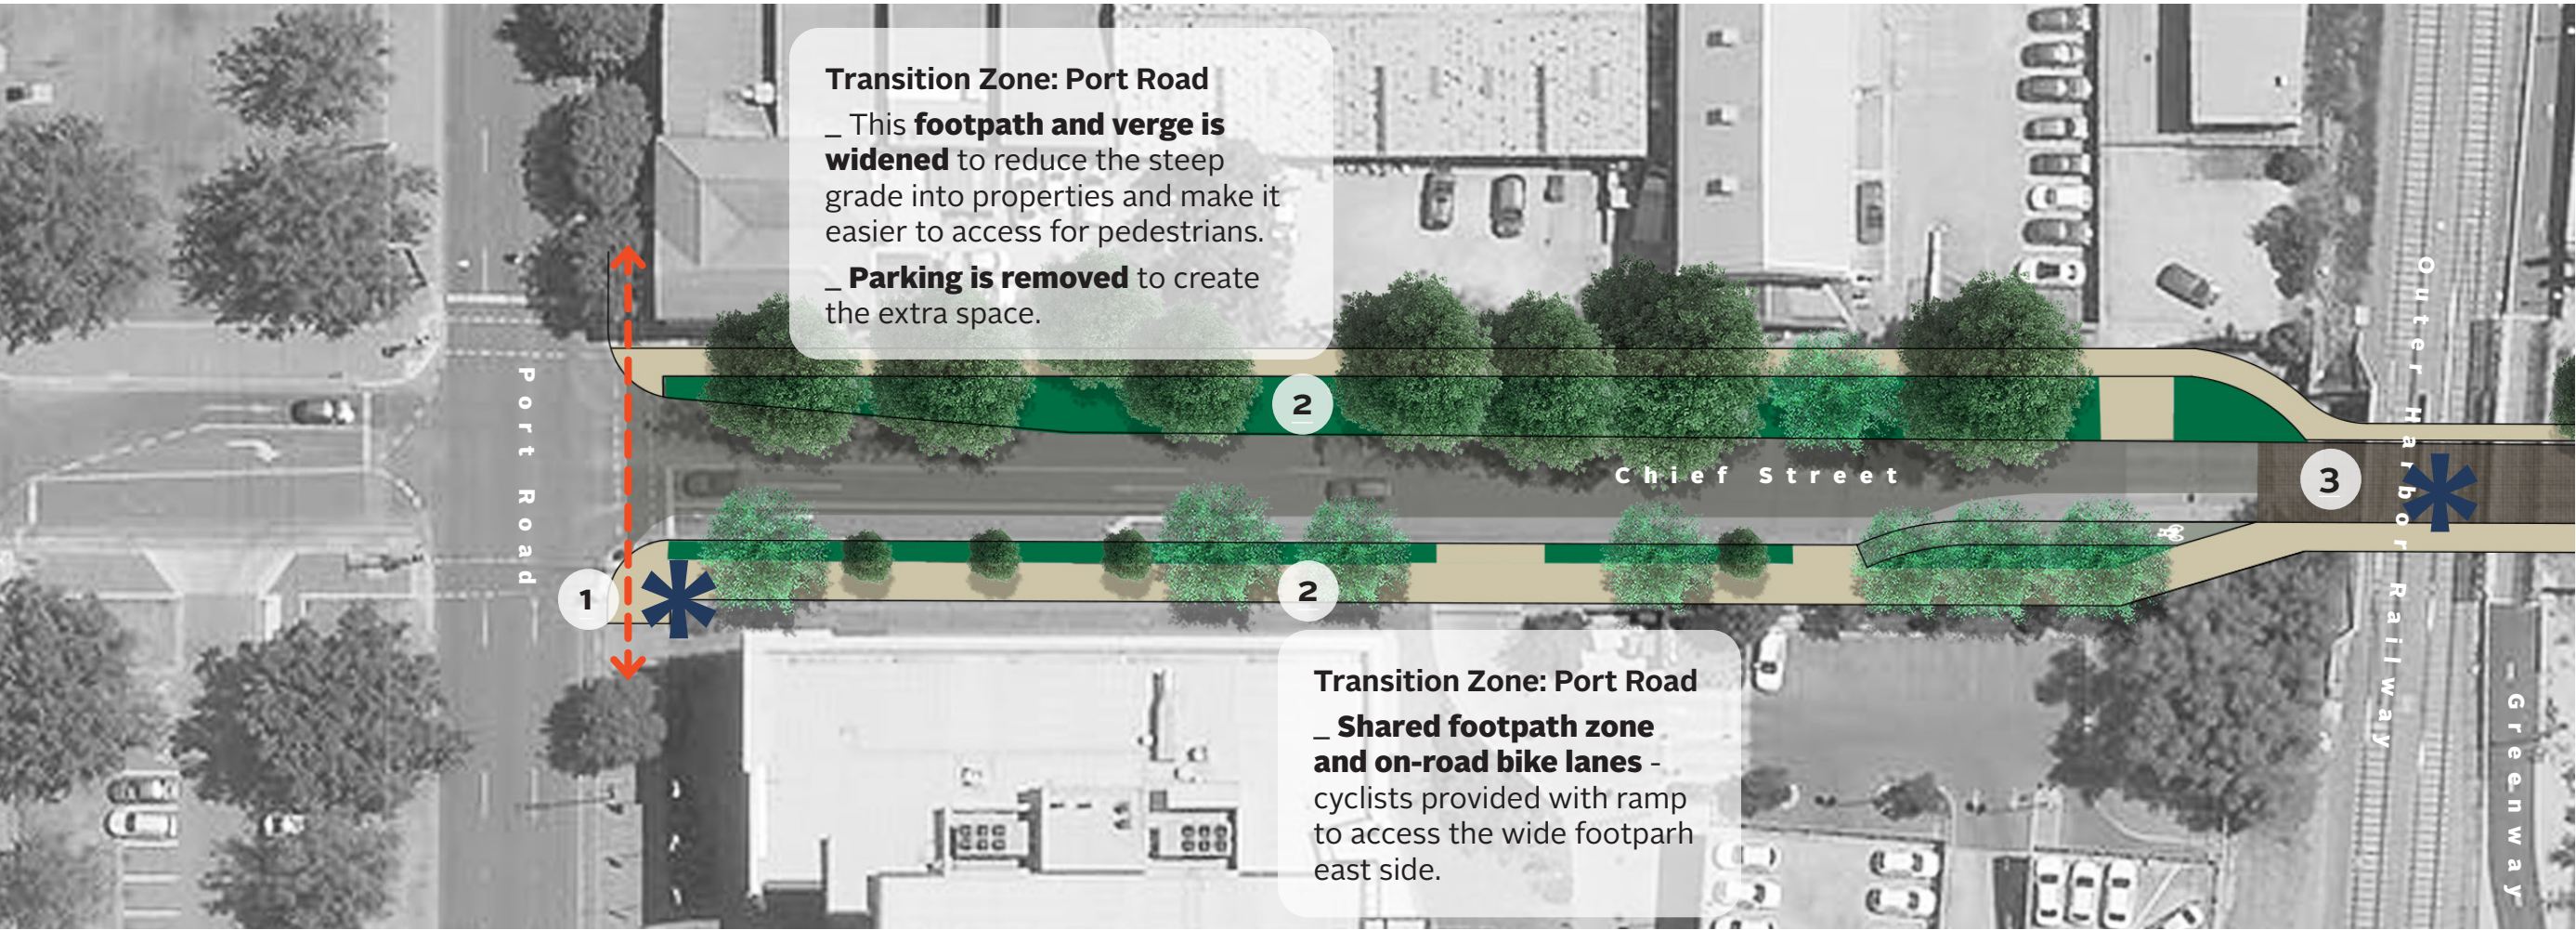 Transition Zone: Port Road
_ This footpath and verge is
widened to reduce the steep
grade into properties and make it
easier to access for pedestrians.
_ Parking is removed to create
the extra space.
Port Road
2
Chief Street
3
Outer Harbor Railway
1
2
Transition Zone: Port Road
_ Shared footpath zone
and on-road bike lanes -
cyclists provided with ramp
to access the wide footparh
east side.
Greenway